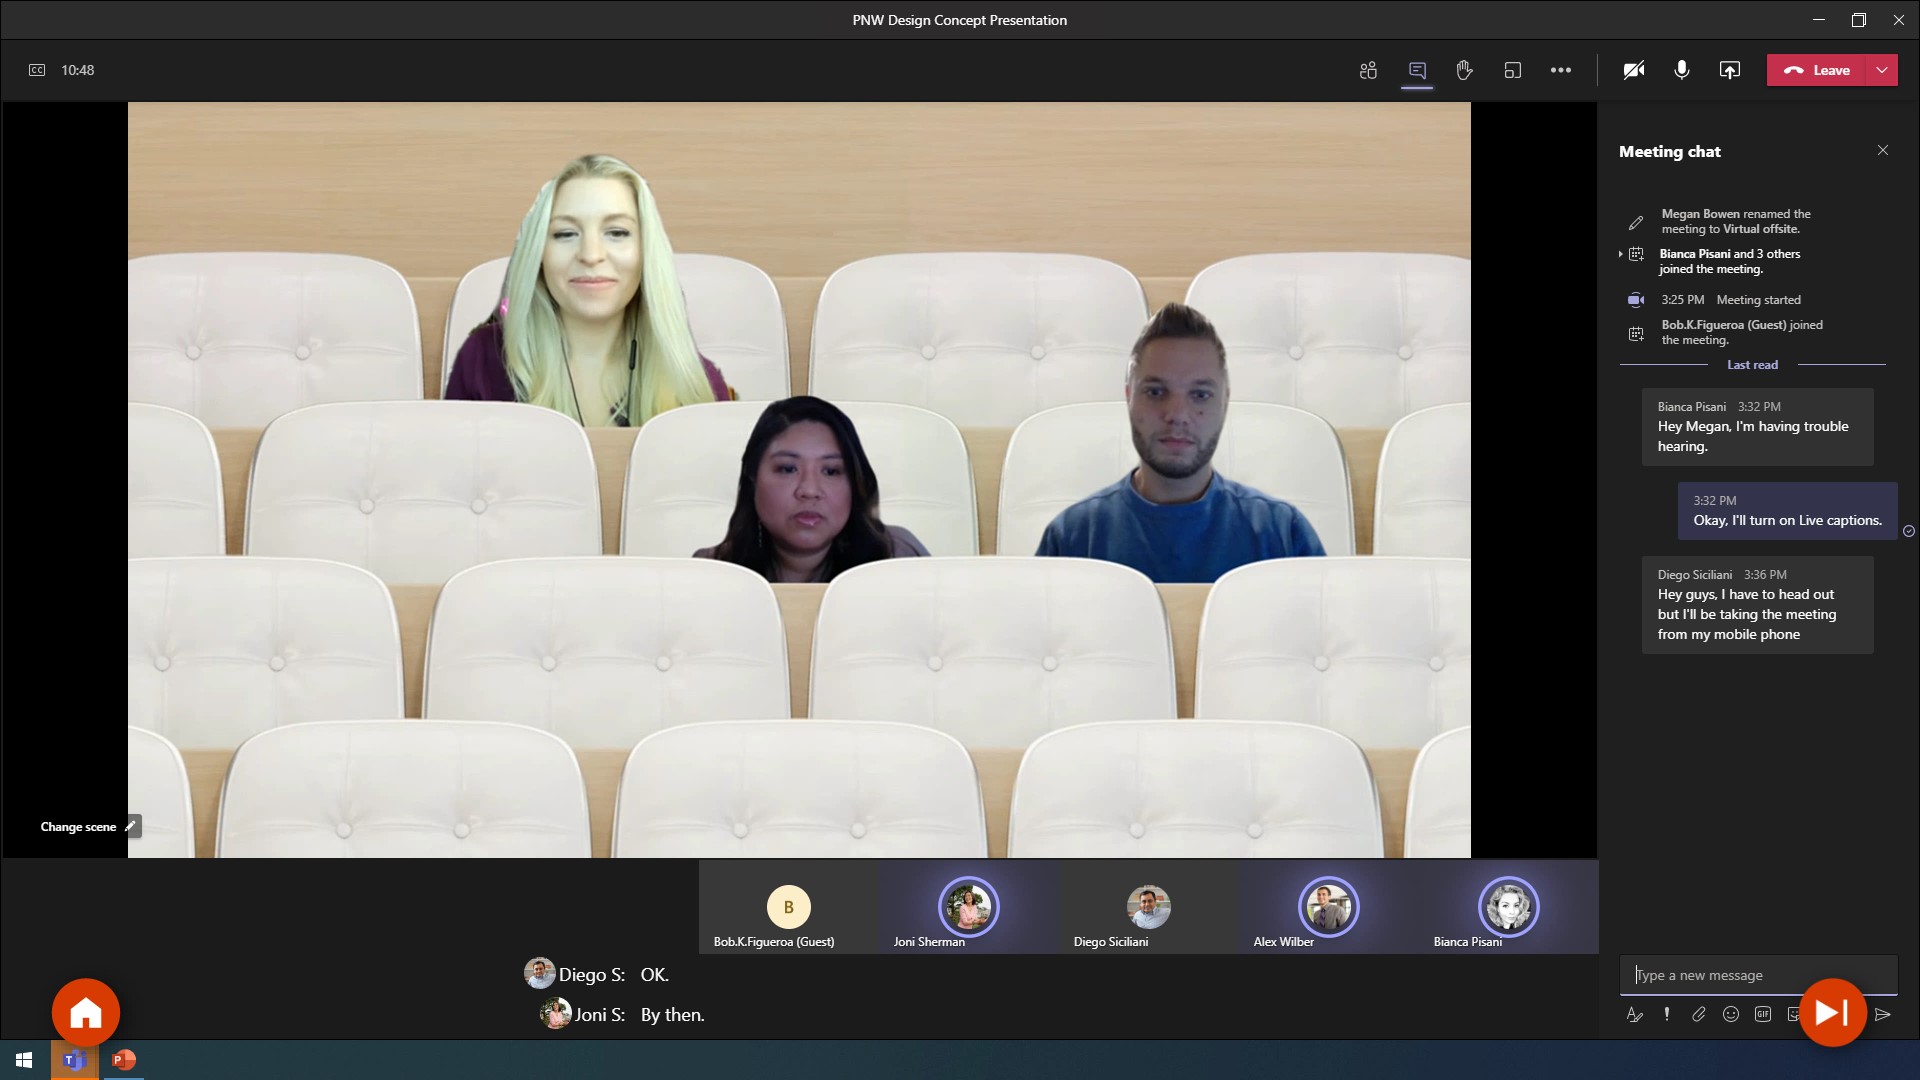 PNW Design Concept Presentation
CC
10:48
Leave
Meeting chat
Megan Bowen renamed the
meeting to Virtual offsite.
Bianca Pisani and 3 others
joined the meeting.
3:25 PM Meeting started
Bob.K.Figueroa (Guest) joined
the meeting.
Last read
Bianca Pisani 3:32 PM
Hey Megan, I'm having trouble
hearing.
3:32 PM
Okay, I'll turn on Live captions.
Diego Siciliani 3:36 PM
Hey guys, I have to head out
but I'll be taking the meeting
from my mobile phone
Change scene
B
Bob.K.Figueroa (Guest)
Joni Sherman
Diego Siciliani
Alex Wilber
Bianca Pisani
Diego S: OK.
Joni S: By then.
Type a new message
GIF
T
P